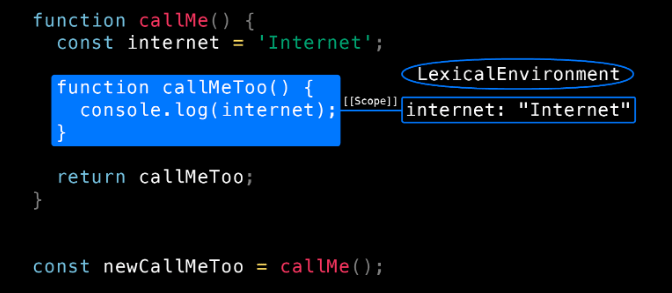 function callMe() {
  const internet = 'Internet';
LexicalEnvironment
  function callMeToo() {
    console.log(internet);
[[Scope]]
internet: "Internet"
  }
  return callMeToo;
}
const newCallMeToo = callMe();